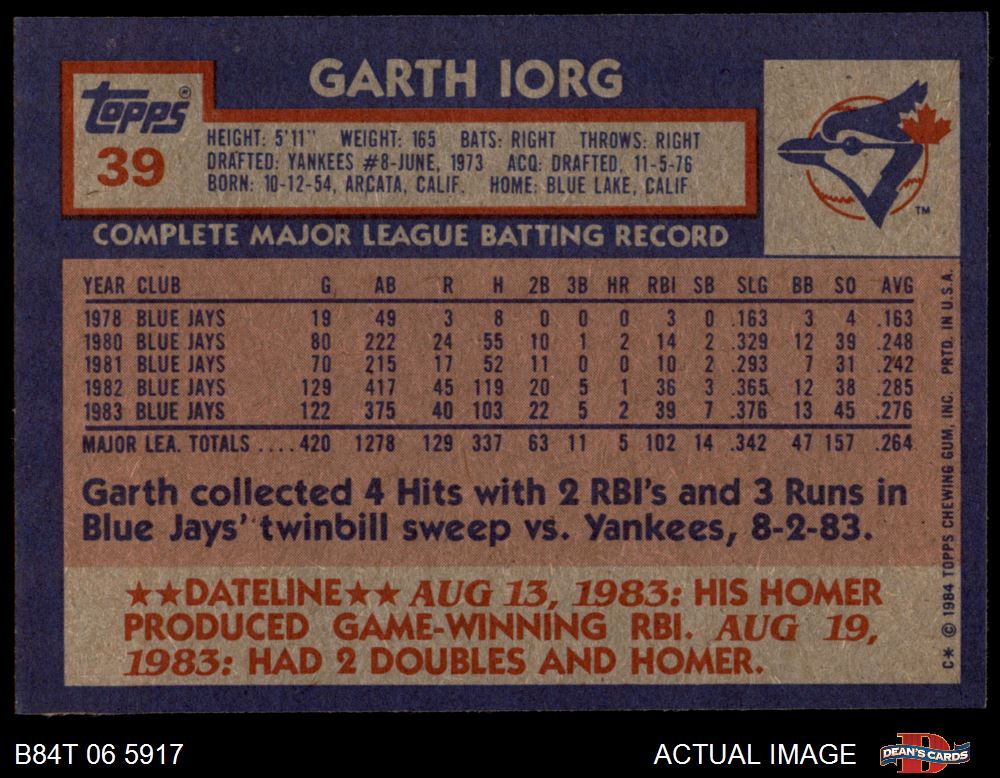 GARTH IORG
Topps®
39
HEIGHT: 5'11" WEIGHT: 165 BATS: RIGHT THROWS: RIGHT
DRAFTED: YANKEES #8-JUNE, 1973 ACQ: DRAFTED, 11-5-76
BORN: 10-12-54, ARCATA, CALIF. HOME: BLUE LAKE, CALIF
TM
COMPLETE MAJOR LEAGUE BATTING RECORD
YEAR CLUB G AB R H 2B 3B HR RBI SB SLG BB SO AVG
1978 BLUE JAYS 19 49 3 8 0 0 0 3 0 .163 3 4 .163
1980 BLUE JAYS 80 222 24 55 10 1 2 14 2 .329 12 39 .248
1981 BLUE JAYS 70 215 17 52 11 0 0 10 2 .293 7 31 .242
1982 BLUE JAYS 129 417 45 119 20 5 1 36 3 .365 12 38 .285
1983 BLUE JAYS 122 375 40 103 22 5 2 39 7 .376 13 45 .276
MAJOR LEA. TOTALS ....420 1278 129 337 63 11 5 102 14 .342 47 157 .264
Garth collected 4 Hits with 2 RBI's and 3 Runs in
Blue Jays' twinbill sweep vs. Yankees, 8-2-83.
★★DATELINE★★ AUG 13, 1983: HIS HOMER
PRODUCED GAME-WINNING RBI. AUG 19,
1983: HAD 2 DOUBLES AND HOMER.
C* © 1984 TOPPS CHEWING GUM, INC. PRTD. IN U.S.A.
B84T 06 5917
ACTUAL IMAGE
D
DEAN'S CARDS